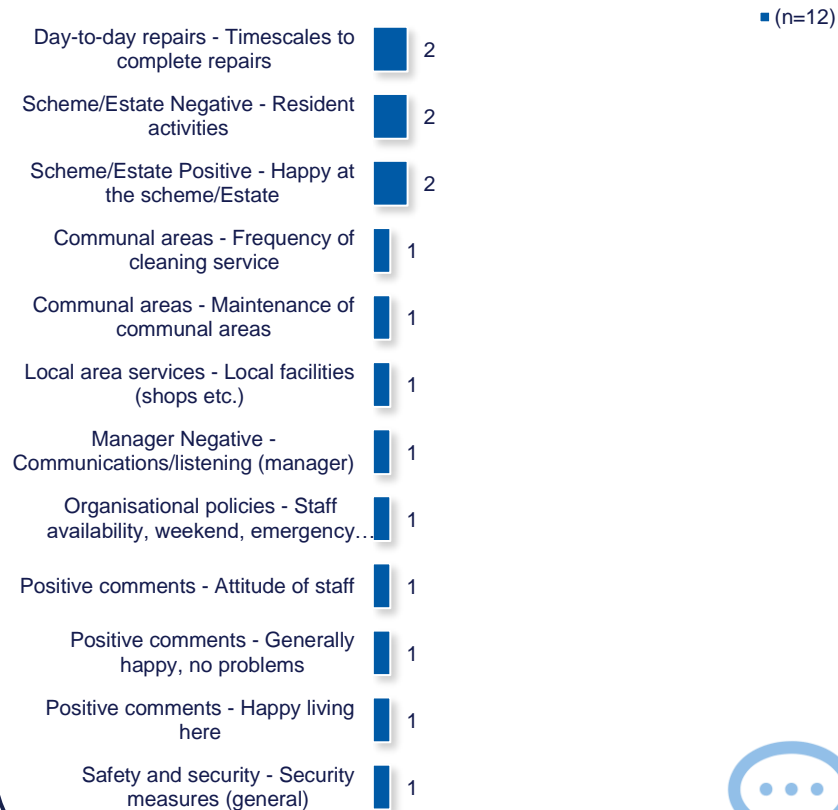 (n=12)
Day-to-day repairs - Timescales to
complete repairs
2
Scheme/Estate Negative - Resident
activities
2
Scheme/Estate Positive - Happy at
the scheme/Estate
2
Communal areas - Frequency of
cleaning service
1
Communal areas - Maintenance of
communal areas
1
Local area services - Local facilities
(shops etc.)
1
Manager Negative -
Communications/listening (manager)
1
Organisational policies - Staff
availability, weekend, emergency…
1
Positive comments - Attitude of staff
1
Positive comments - Generally
happy, no problems
1
Positive comments - Happy living
here
1
Safety and security - Security
measures (general)
1